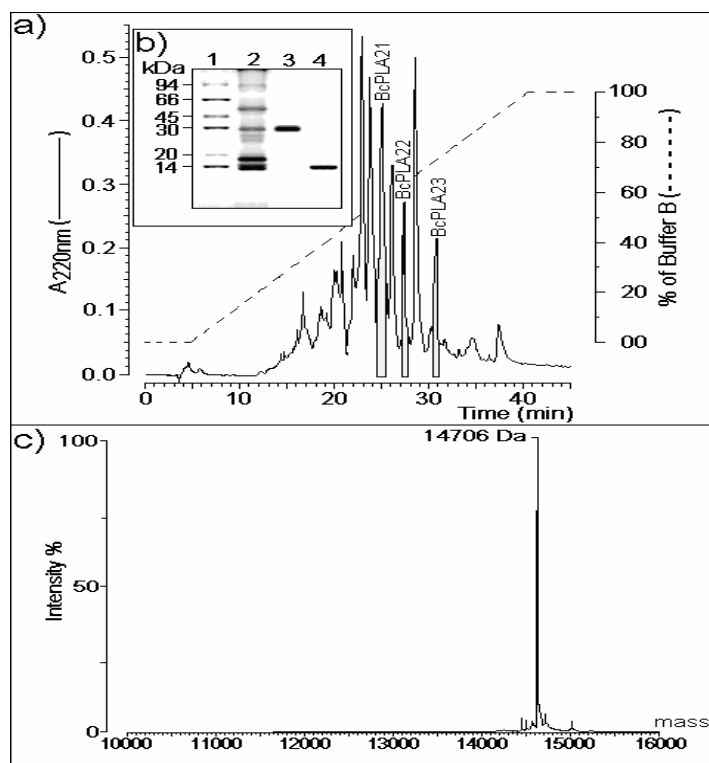 a)
b)
1 2 3 4
kDa
94
66
45
30
20
14
BcPLA21
BcPLA22
BcPLA23
A220nm (——)
0.5
0.4
0.3
0.2
0.1
0.0
100
80
60
40
20
00
% of Buffer B (-----)
0 10 20 30 40
Time (min)
c)
14706 Da
100
50
0
Intensity %
mass
10000 11000 12000 13000 14000 15000 16000